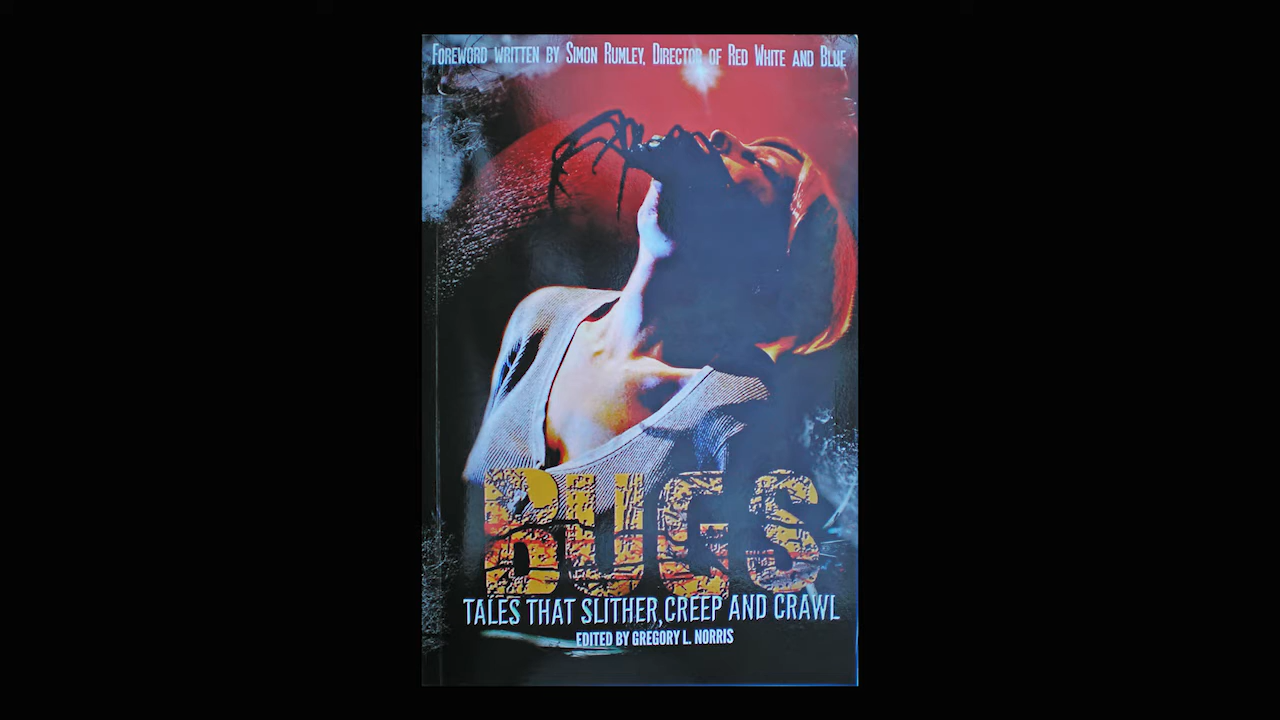 Foreword written by Simon Rumley, Director of Red White and Blue
BUGS
TALES THAT SLITHER, CREEP AND CRAWL
EDITED BY GREGORY L. NORRIS